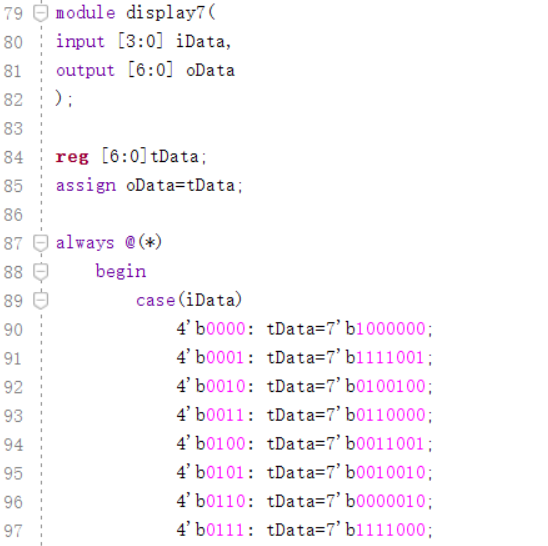 79 module display7(
80 input [3:0] iData,
81 output [6:0] oData
82 );
83
84 reg [6:0]tData;
85 assign oData=tData;
86
87 always @(*)
88 begin
89 case(iData)
90 4'b0000: tData=7'b1000000;
91 4'b0001: tData=7'b1111001;
92 4'b0010: tData=7'b0100100;
93 4'b0011: tData=7'b0110000;
94 4'b0100: tData=7'b0011001;
95 4'b0101: tData=7'b0010010;
96 4'b0110: tData=7'b0000010;
97 4'b0111: tData=7'b1111000;